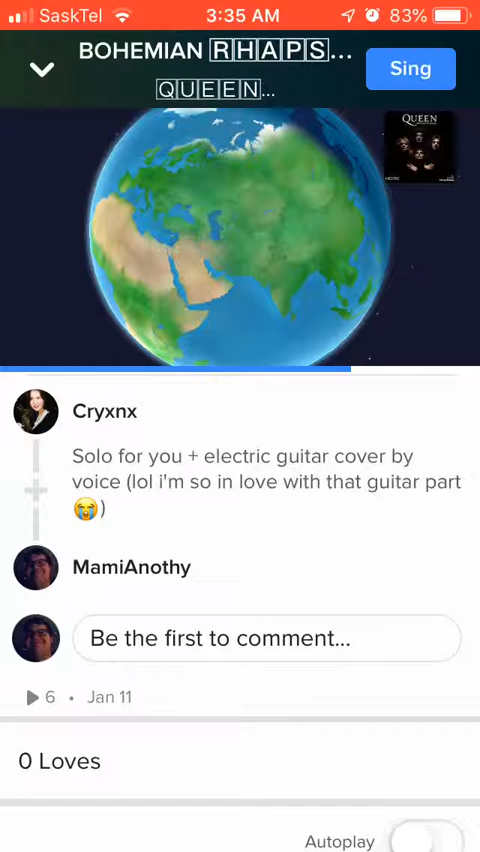 SaskTel 3:35 AM 83%
BOHEMIAN 🅁🄷🄰🄿🅂...
🅀🅄🄴🄴🄽...
Sing
QUEEN
Cryxnx
Solo for you + electric guitar cover by
voice (lol i'm so in love with that guitar part
😭)
MamiAnothy
Be the first to comment...
6 • Jan 11
0 Loves
Autoplay